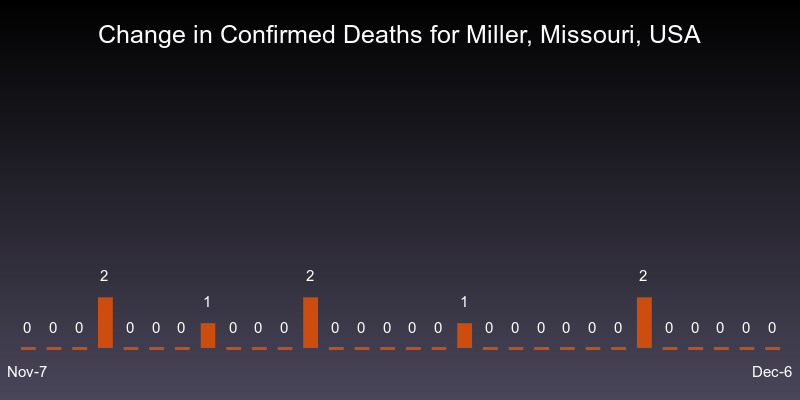 Change in Confirmed Deaths for Miller, Missouri, USA
2 2 2
1 1
0 0 0 0 0 0 0 0 0 0 0 0 0 0 0 0 0 0 0 0 0 0 0 0 0
Nov-7 Dec-6